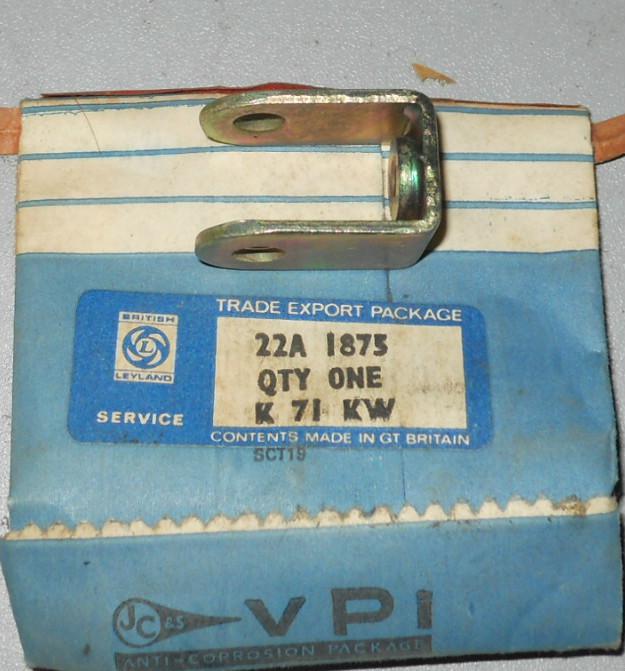 TRADE EXPORT PACKAGE
BRITISH
L
LEYLAND
SERVICE
22A 1875
QTY ONE
K 71 KW
CONTENTS MADE IN GT BRITAIN
SCT19
JC &S VPI
ANTI-CORROSION PACKAGE